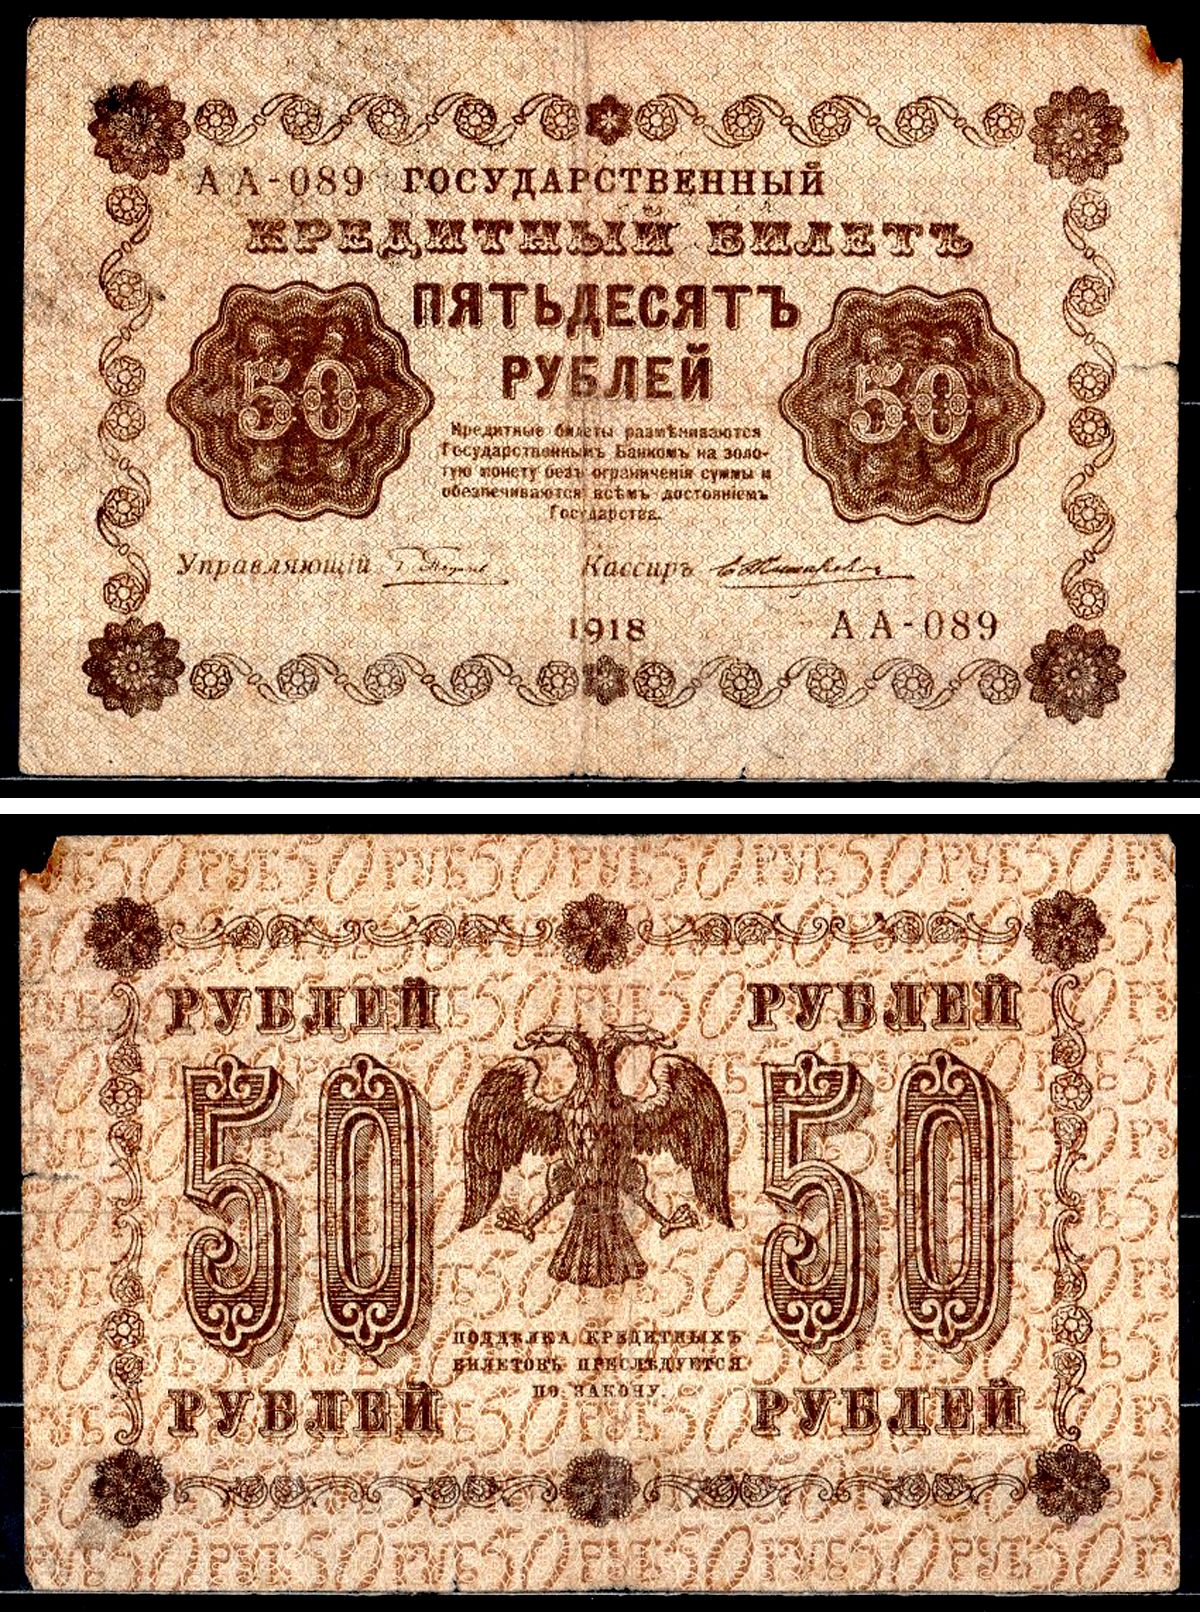 АА-089 ГОСУДАРСТВЕННЫЙ
КРЕДИТНЫЙ БИЛЕТЪ
ПЯТЬДЕСЯТЪ
РУБЛЕЙ
50 50
Кредитные билеты размѣниваются
Государственнымъ Банкомъ на золо-
тую монету безъ ограниченія суммы и
обезпечиваются всѣмъ достояніемъ
Государства.
Управляющій Кассиръ
1918 АА-089
РУБЛЕЙ РУБЛЕЙ
50 50
ПОДДѢЛКА КРЕДИТНЫХЪ
БИЛЕТОВЪ ПРЕСЛѢДУЕТСЯ
ПО ЗАКОНУ.
РУБЛЕЙ РУБЛЕЙ